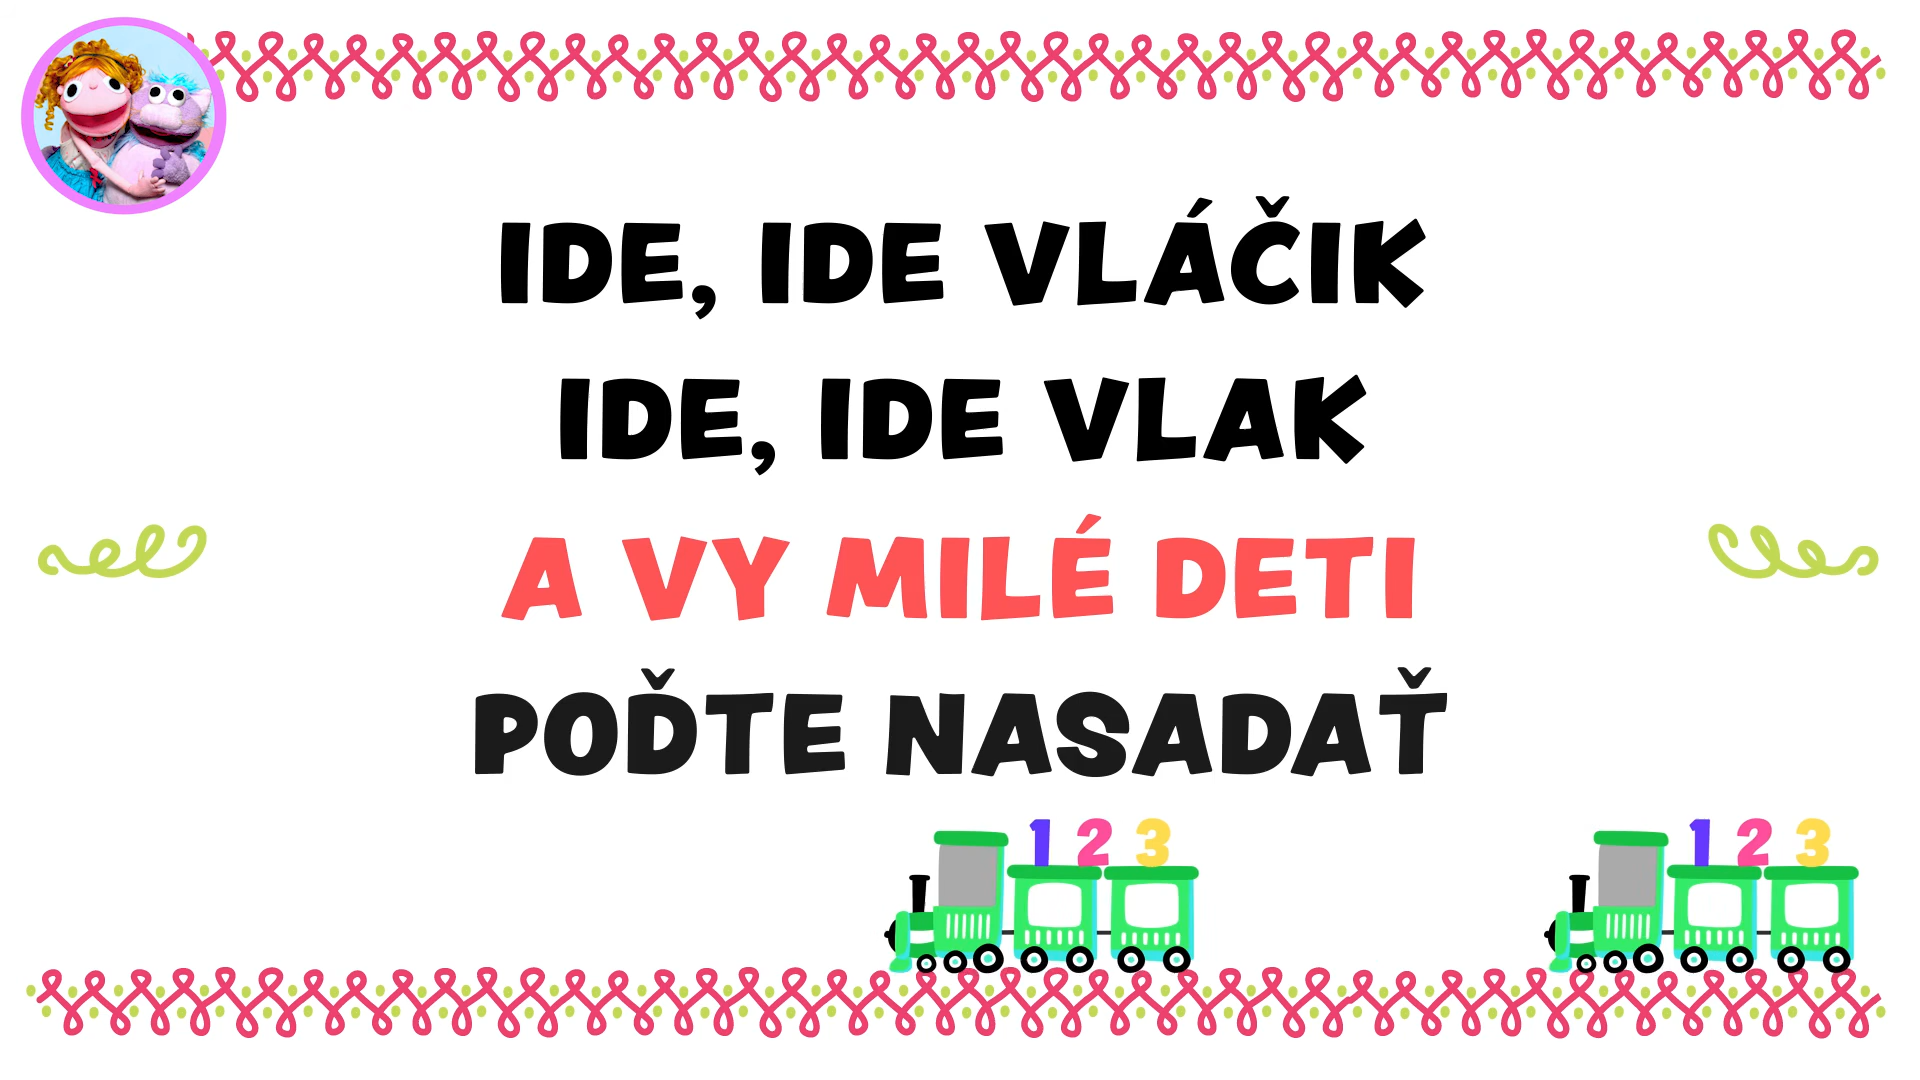 IDE, IDE VLÁČIK
IDE, IDE VLAK
A VY MILÉ DETI
POĎTE NASADAŤ
1 2 3
1 2 3